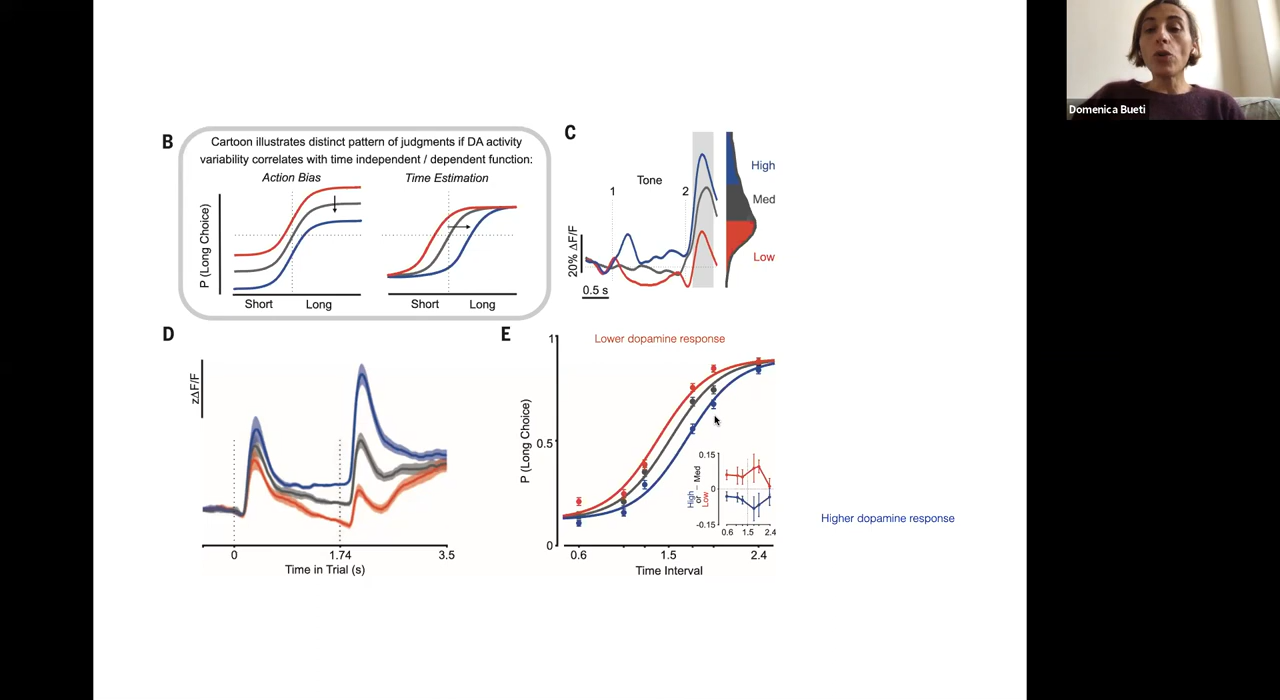 Domenica Bueti
B
Cartoon illustrates distinct pattern of judgments if DA activity
variability correlates with time independent / dependent function:
Action Bias
Time Estimation
P (Long Choice)
Short
Long
Short
Long
C
Tone
1
2
20% ΔF/F
0.5 s
High
Med
Low
D
zΔF/F
0
1.74
3.5
Time in Trial (s)
E
Lower dopamine response
1
0.5
0
P (Long Choice)
0.6
1.5
2.4
Time Interval
0.15
0
-0.15
High
or – Med
Low
0.6
1.5
2.4
Higher dopamine response